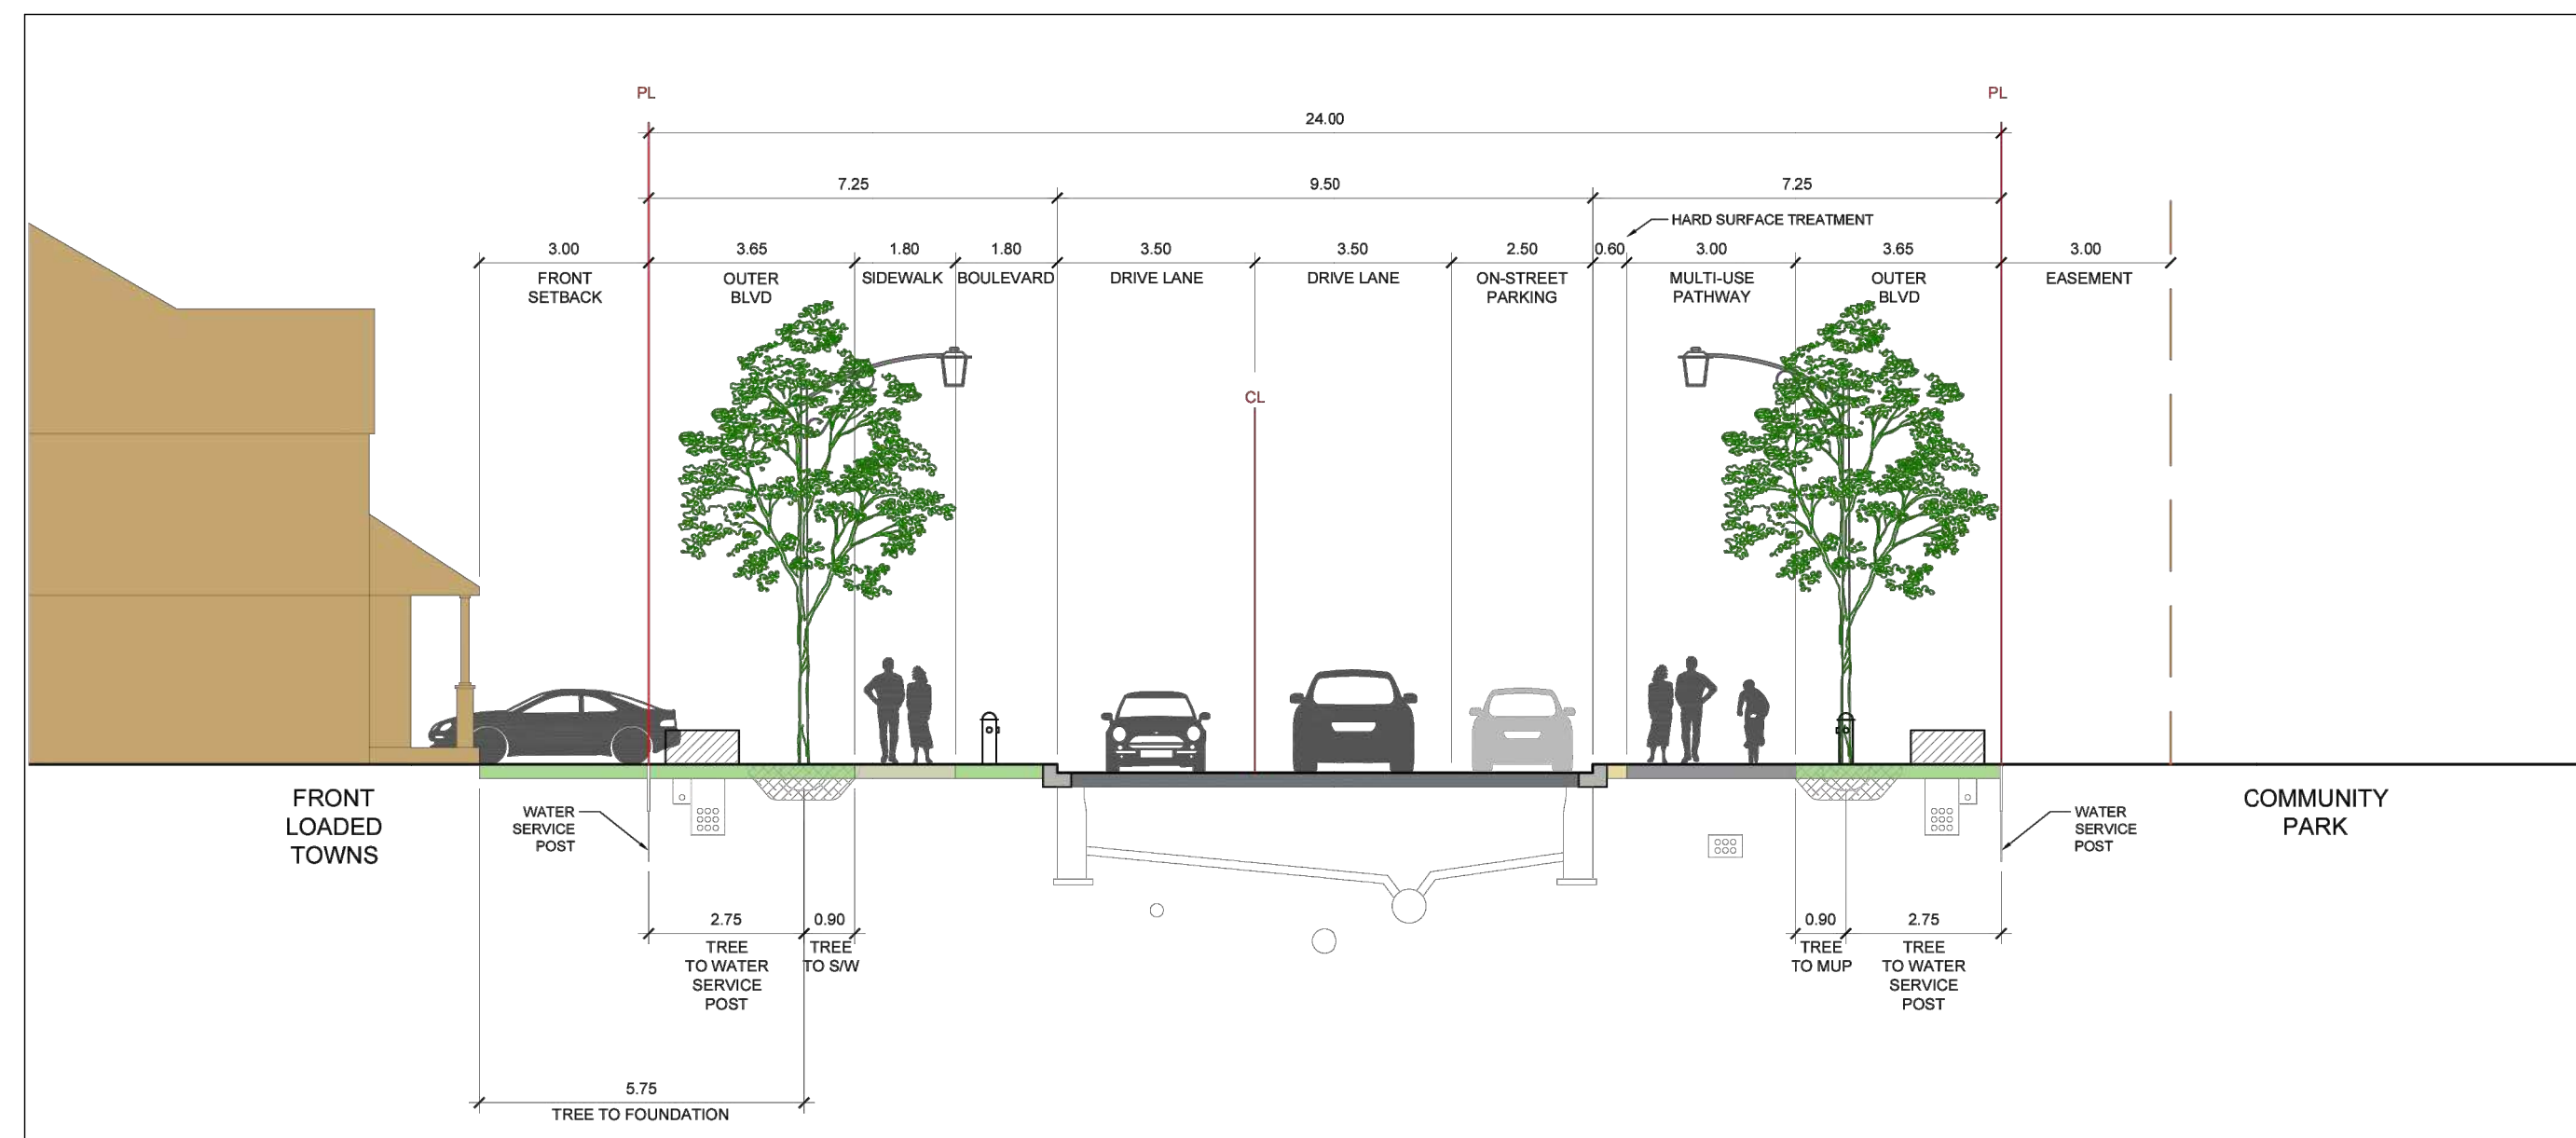 PL
PL
24.00
7.25
9.50
7.25
HARD SURFACE TREATMENT
3.00
3.65
1.80
1.80
3.50
3.50
2.50
0.60
3.00
3.65
3.00
FRONT
SETBACK
OUTER
BLVD
SIDEWALK
BOULEVARD
DRIVE LANE
DRIVE LANE
ON-STREET
PARKING
MULTI-USE
PATHWAY
OUTER
BLVD
EASEMENT
CL
FRONT
LOADED
TOWNS
WATER
SERVICE
POST
WATER
SERVICE
POST
COMMUNITY
PARK
2.75
TREE
TO WATER
SERVICE
POST
0.90
TREE
TO S/W
0.90
TREE
TO MUP
2.75
TREE
TO WATER
SERVICE
POST
5.75
TREE TO FOUNDATION